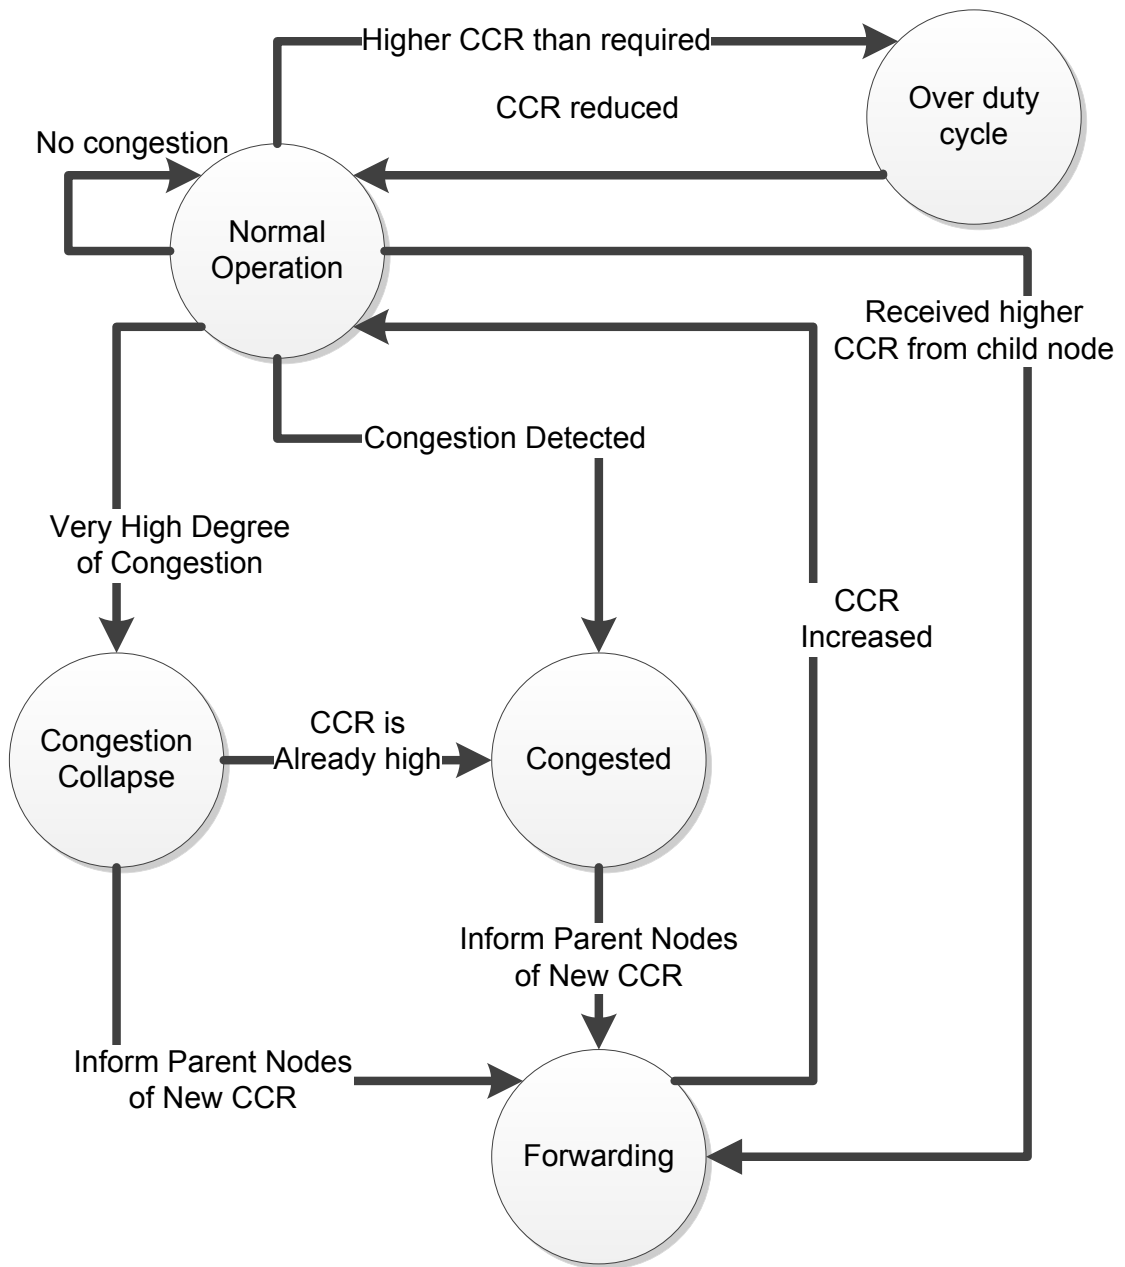 Higher CCR than required
Over duty
cycle
CCR reduced
No congestion
Normal
Operation
Received higher
CCR from child node
Congestion Detected
Very High Degree
of Congestion
CCR
Increased
Congestion
Collapse
CCR is
Already high
Congested
Inform Parent Nodes
of New CCR
Inform Parent Nodes
of New CCR
Forwarding